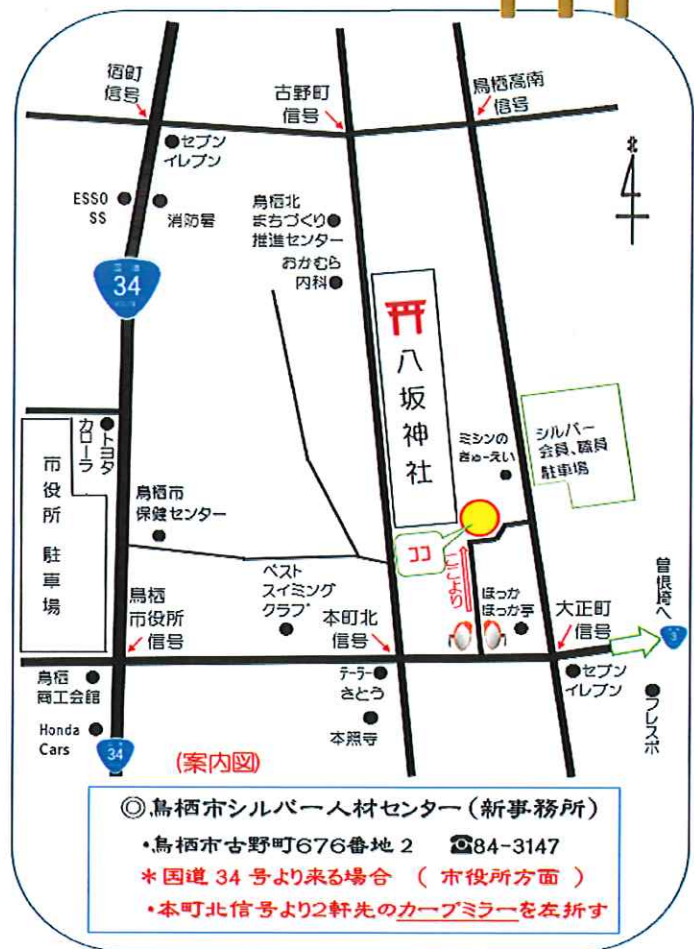 宿町
信号
古野町
信号
鳥栖高南
信号
セブン
イレブン
北
ESSO
SS
消防署
鳥栖北
まちづくり
推進センター
おかむら
内科
国道
34
ROUTE
八坂神社
ミシンの
きゅーえい
シルバー
会員、職員
駐車場
トヨタ
カローラ
市役所 駐車場
鳥栖市
保健センター
ココ
ここより
ベスト
スイミング
クラブ
ほっか
ほっか亭
曽根埼へ
3
鳥栖
市役所
信号
本町北
信号
大正町
信号
鳥栖
商工会館
テーラー
さとう
セブン
イレブン
フレスポ
Honda
Cars
34
本照寺
(案内図)
◎鳥栖市シルバー人材センター(新事務所)
・鳥栖市古野町676番地2 ☎84-3147
*国道34号より来る場合 ( 市役所方面 )
・本町北信号より2軒先のカーブミラーを左折す